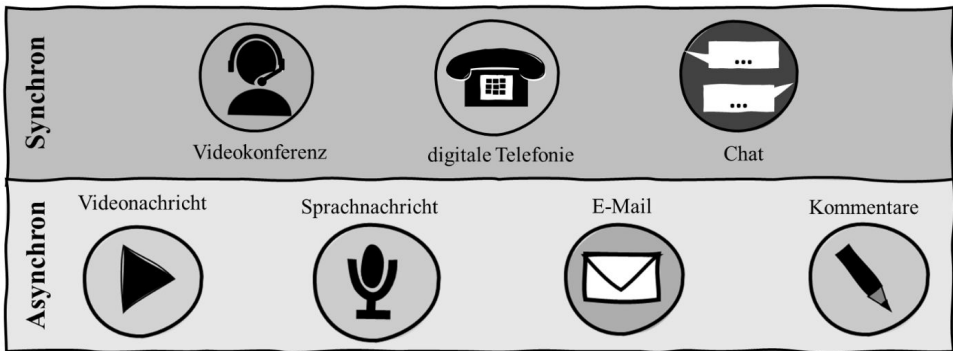 Synchron
Videokonferenz
digitale Telefonie
...
...
Chat
Asynchron
Videonachricht
Sprachnachricht
E-Mail
Kommentare